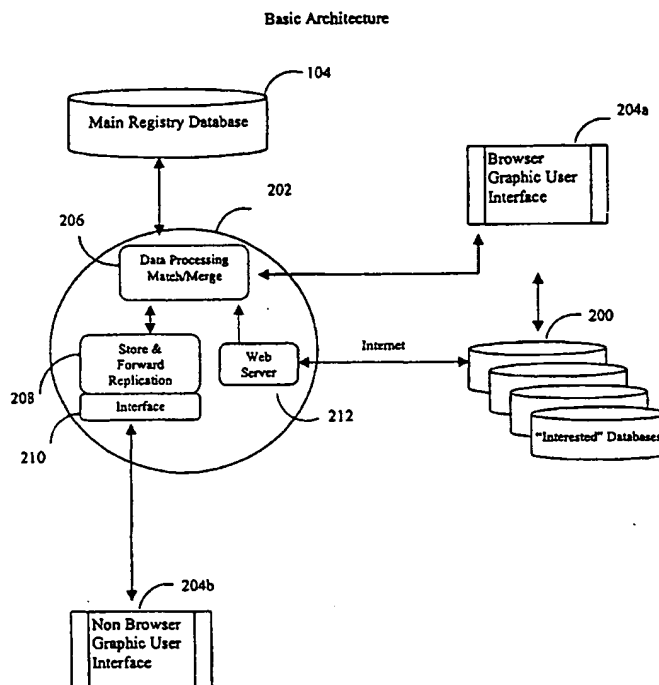 Basic Architecture
104
Main Registry Database
204a
Browser
Graphic User
Interface
202
206
Data Processing
Match/Merge
200
Internet
Store &
Forward
Replication
Web
Server
208
Interface
212
"Interested" Databases
210
204b
Non Browser
Graphic User
Interface